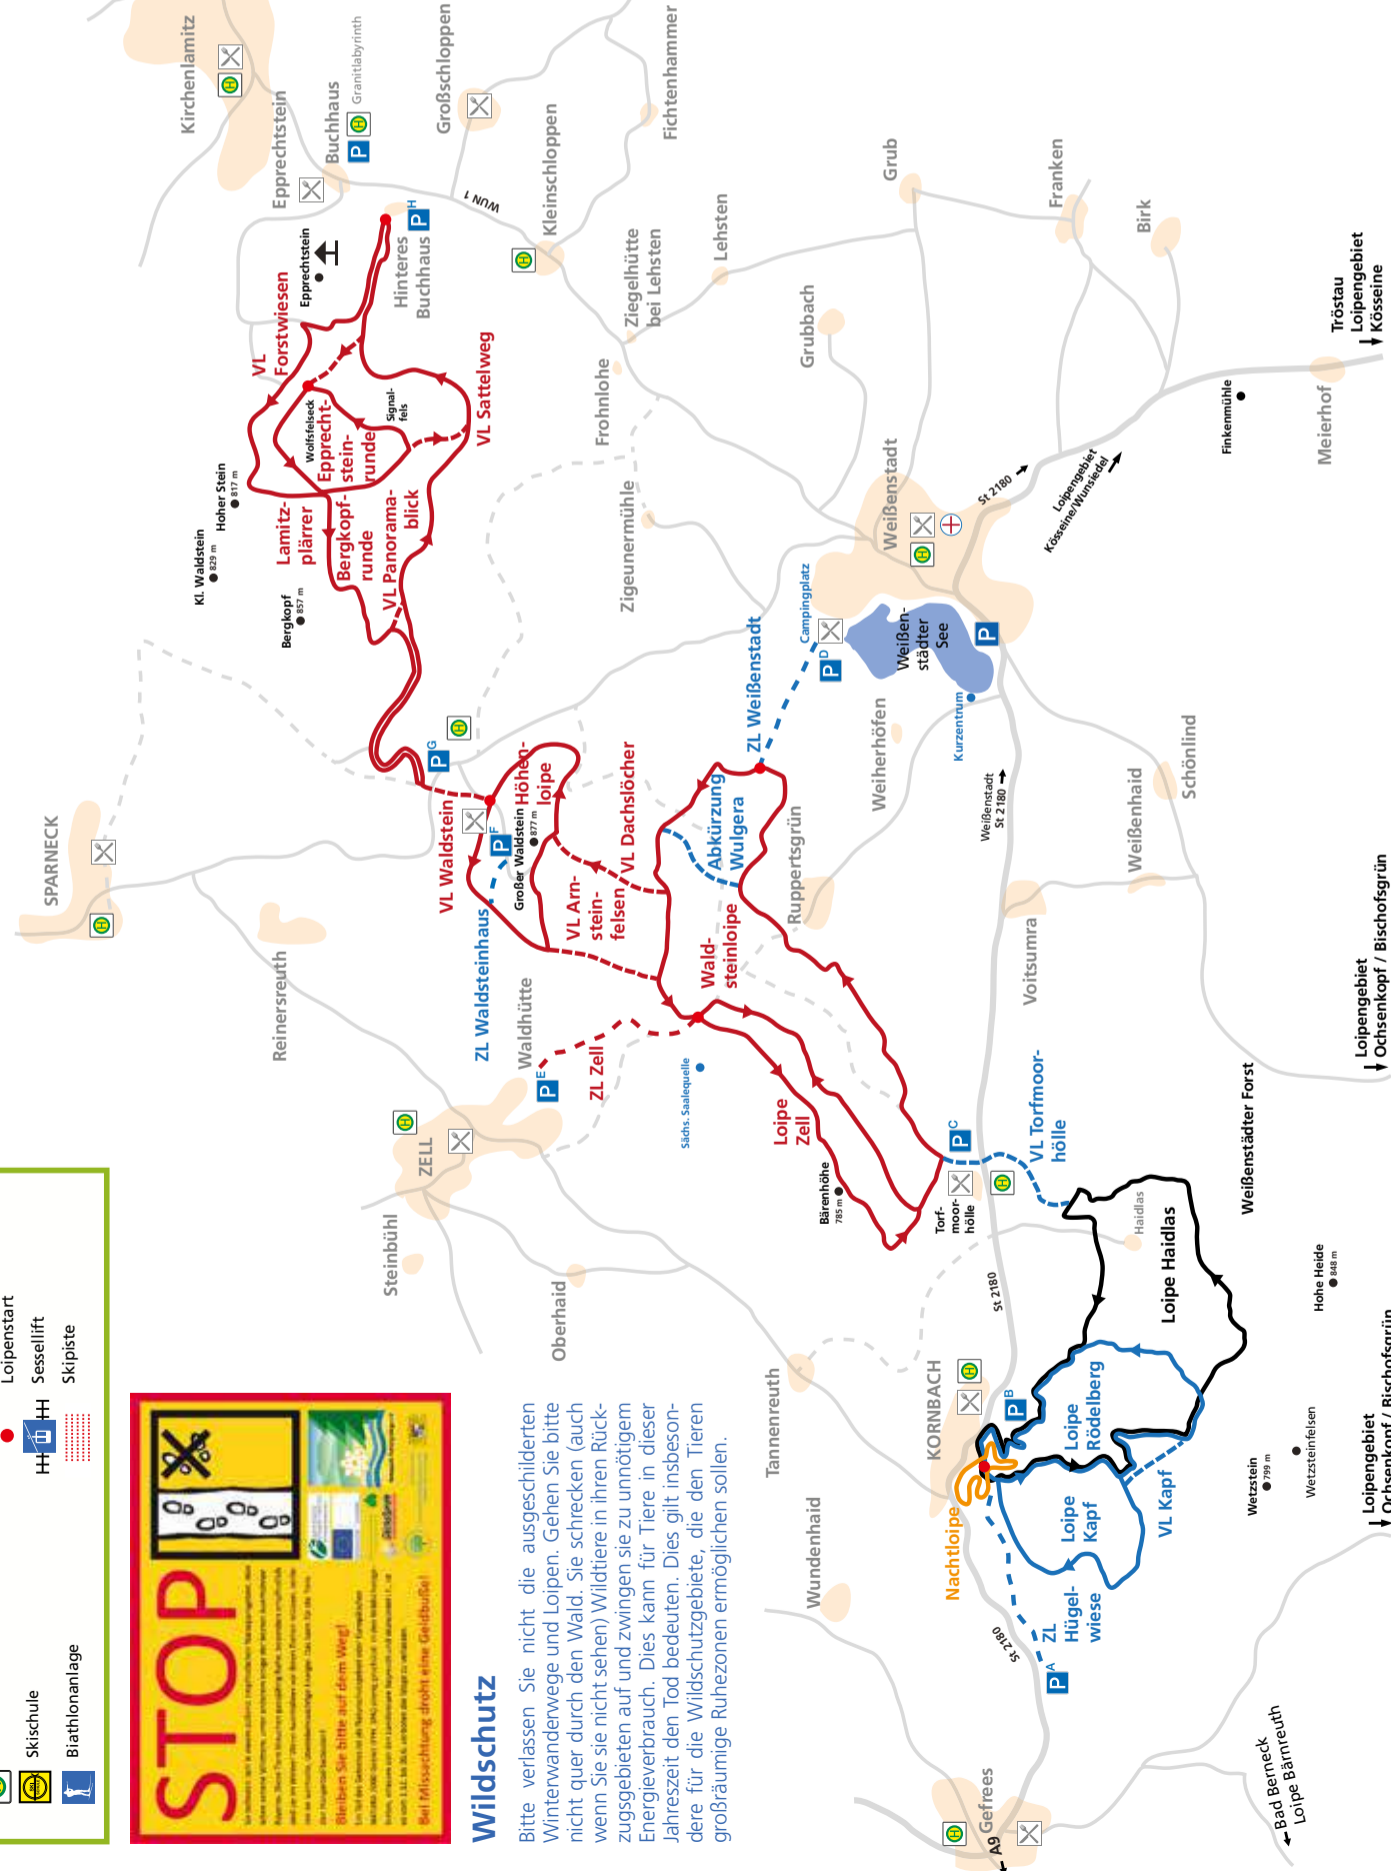 Loipenstart
Sessellift
Skipiste
Skischule
Biathlonanlage
STOP
Bleiben Sie bitte auf dem Weg!
Bei Missachtung droht eine Geldbuße!
Wildschutz
Bitte verlassen Sie nicht die ausgeschilderten
Winterwanderwege und Loipen. Gehen Sie bitte
nicht quer durch den Wald. Sie schrecken (auch
wenn Sie sie nicht sehen) Wildtiere in ihren Rück-
zugsgebieten auf und zwingen sie zu unnötigem
Energieverbrauch. Dies kann für Tiere in dieser
Jahreszeit den Tod bedeuten. Dies gilt insbeson-
dere für die Wildschutzgebiete, die den Tieren
großräumige Ruhezonen ermöglichen sollen.
SPARNECK
H
Reinersreuth
ZELL
H
Steinbühl
Oberhaid
Waldhütte
P E
ZL Zell
Sächs. Saalequelle
ZL Waldsteinhaus
VL Waldstein
P F
P G
H
Großer Waldstein
877 m
Höhen-
loipe
VL Arn-
stein-
felsen
VL Dachslöcher
Wald-
steinloipe
Abkürzung
Wulgera
ZL Weißenstadt
Loipe
Zell
Bärenhöhe
785 m
Torf-
moor-
hölle
P C
H
VL Torfmoor-
hölle
Ruppertsgrün
Kl. Waldstein
829 m
Hoher Stein
817 m
Bergkopf
857 m
Lamitz-
plärrer
Bergkopf-
runde
VL Panorama-
blick
VL
Forstwiesen
Wolfsfelseck
Epprecht-
stein-
runde
Signal-
fels
VL Sattelweg
Epprechtstein
Hinteres
Buchhaus
P H
Kirchenlamitz
H
Epprechtstein
Buchhaus
P
H
Granitlabyrinth
Großschloppen
WUN 1
Kleinschloppen
H
Fichtenhammer
Ziegelhütte
bei Lehsten
Lehsten
Frohnlohe
Zigeunermühle
Grubbach
Grub
Franken
Birk
Weißenstadt
H
Campingplatz
P D
Weißen-
städter
See
P
Kurzentrum
Weiherhöfen
St 2180
Loipengebiet
Kösseine/Wunsiedel
Finkenmühle
Meierhof
Tröstau
Loipengebiet
Kösseine
Weißenstadt
St 2180
Schönlind
Weißenhaid
Voitsumra
Loipengebiet
Ochsenkopf / Bischofsgrün
Weißenstädter Forst
Haidlas
Loipe Haidlas
Hohe Heide
848 m
St 2180
Tannenreuth
KORNBACH
H
P B
Nachtloipe
Loipe
Rödelberg
Loipe
Kapf
VL Kapf
ZL
Hügel-
wiese
P A
St 2180
Wundenhaid
Wetzstein
799 m
Wetzsteinfelsen
Loipengebiet
Ochsenkopf / Bischofsgrün
Gefrees
H
A9
Bad Berneck
Loipe Bärnreuth